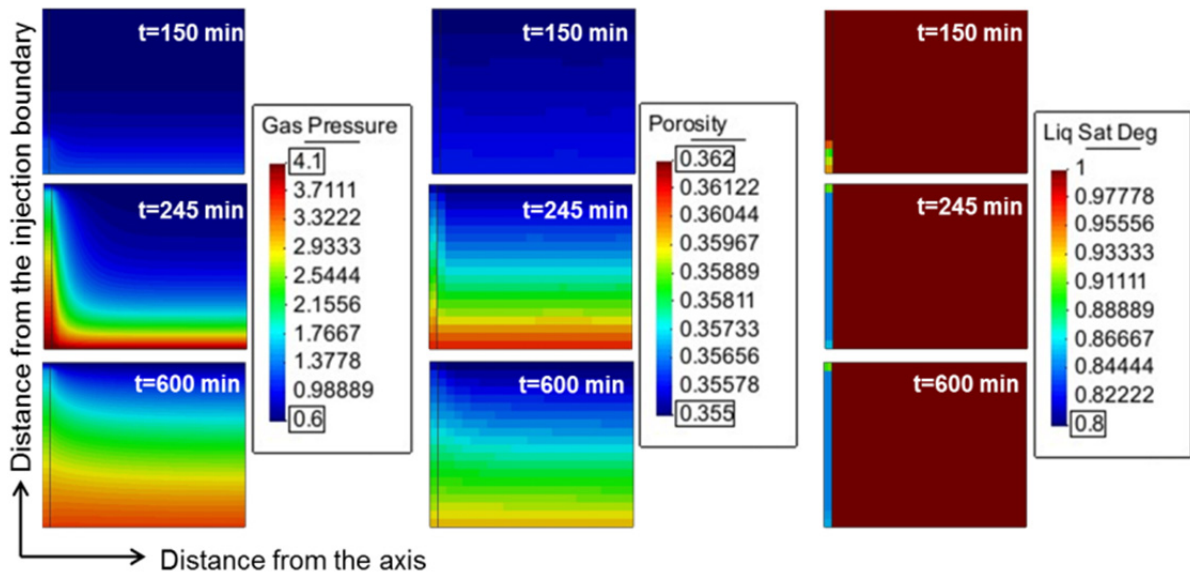 Distance from the injection boundary
t=150 min
t=245 min
t=600 min
Gas Pressure
4.1
3.7111
3.3222
2.9333
2.5444
2.1556
1.7667
1.3778
0.98889
0.6
t=150 min
t=245 min
t=600 min
Porosity
0.362
0.36122
0.36044
0.35967
0.35889
0.35811
0.35733
0.35656
0.35578
0.355
t=150 min
t=245 min
t=600 min
Liq Sat Deg
1
0.97778
0.95556
0.93333
0.91111
0.88889
0.86667
0.84444
0.82222
0.8
Distance from the axis